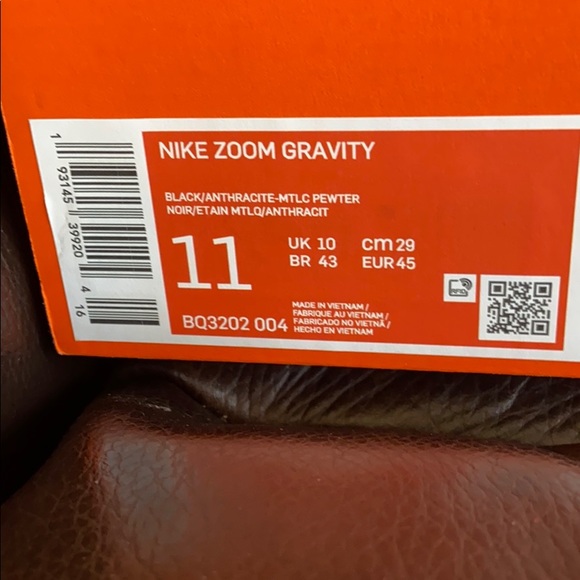 NIKE ZOOM GRAVITY
BLACK/ANTHRACITE-MTLC PEWTER
NOIR/ETAIN MTLQ/ANTHRACIT
11
UK 10 cm 29
BR 43 EUR 45
BQ3202 004
MADE IN VIETNAM /
FABRIQUE AU VIETNAM /
FABRICADO NO VIETNÃ /
HECHO EN VIETNAM
1 93145 39920 4 16